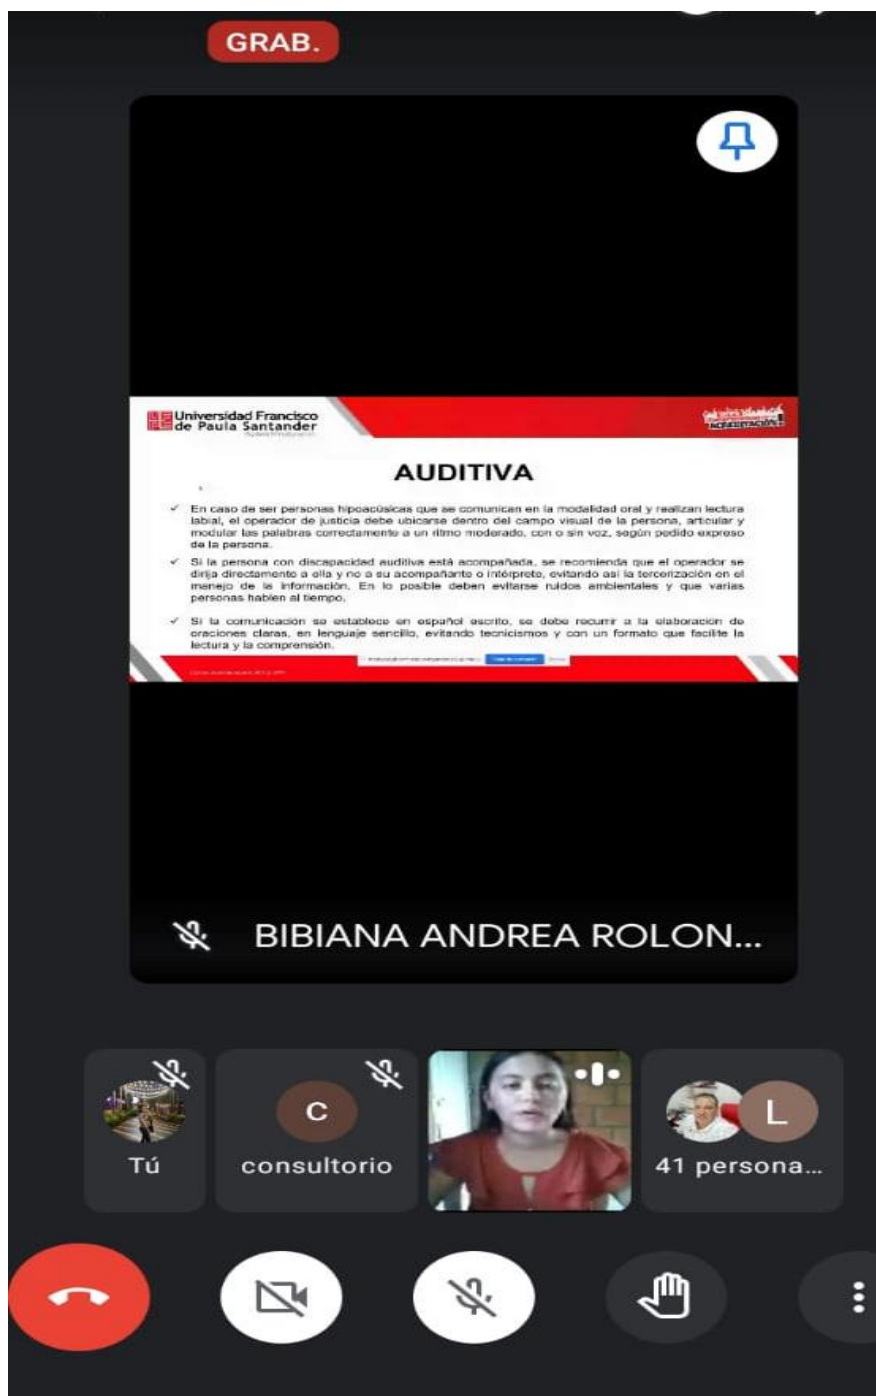 GRAB.
Universidad Francisco
de Paula Santander
AUDITIVA
✓ En caso de ser personas hipoacúsicas que se comunican en la modalidad oral y realizan lectura
labial, el operador de justicia debe ubicarse dentro del campo visual de la persona, articular y
modular las palabras correctamente a un ritmo moderado, con o sin voz, según pedido expreso
de la persona.
✓ Si la persona con discapacidad auditiva está acompañada, se recomienda que el operador se
dirija directamente a ella y no a su acompañante o intérprete, evitando así la tercerización en el
manejo de la información. En lo posible deben evitarse ruidos ambientales y que varias
personas hablen al tiempo.
✓ Si la comunicación se establece en español escrito, se debe recurrir a la elaboración de
oraciones claras, en lenguaje sencillo, evitando tecnicismos y con un formato que facilite la
lectura y la comprensión.
BIBIANA ANDREA ROLON...
C
L
Tú
consultorio
41 persona...